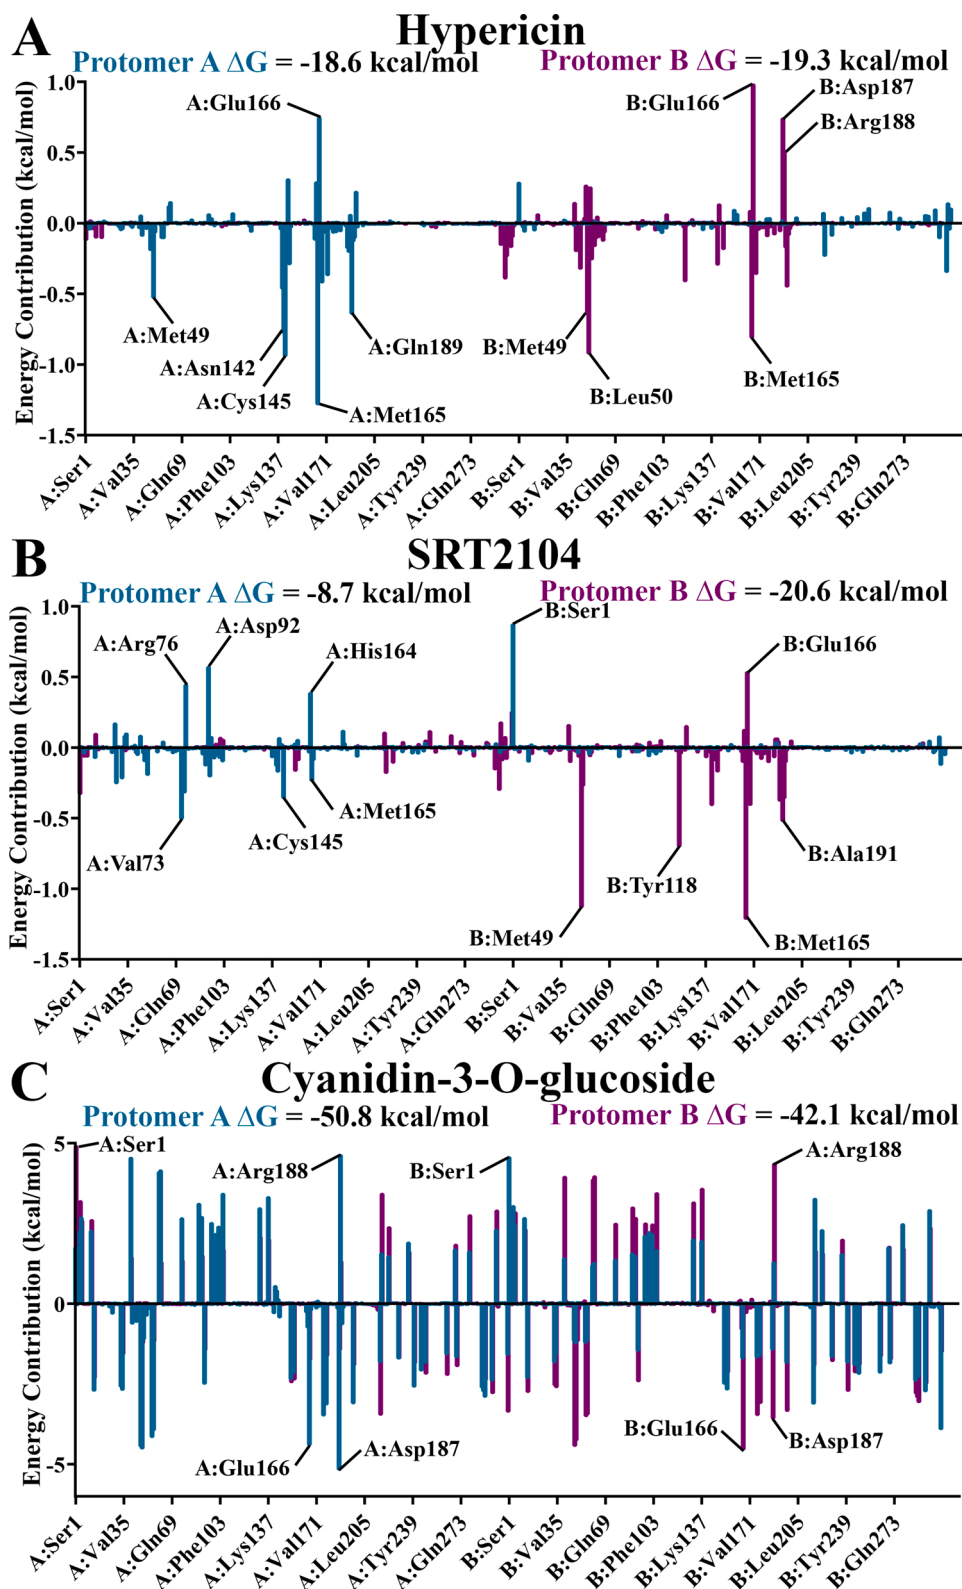 A
Hypericin
Protomer A ΔG = -18.6 kcal/mol
Protomer B ΔG = -19.3 kcal/mol
Energy Contribution (kcal/mol)
1.0
0.5
0.0
-0.5
-1.0
-1.5
A:Glu166
B:Glu166
B:Asp187
B:Arg188
A:Met49
A:Asn142
A:Cys145
A:Gln189
A:Met165
B:Met49
B:Leu50
B:Met165
A:Ser1
A:Val35
A:Gln69
A:Phe103
A:Lys137
A:Val171
A:Leu205
A:Tyr239
A:Gln273
B:Ser1
B:Val35
B:Gln69
B:Phe103
B:Lys137
B:Val171
B:Leu205
B:Tyr239
B:Gln273
B
SRT2104
Protomer A ΔG = -8.7 kcal/mol
Protomer B ΔG = -20.6 kcal/mol
Energy Contribution (kcal/mol)
1.0
0.5
0.0
-0.5
-1.0
-1.5
A:Arg76
A:Asp92
A:His164
B:Ser1
B:Glu166
A:Val73
A:Cys145
A:Met165
B:Met49
B:Tyr118
B:Ala191
B:Met165
A:Ser1
A:Val35
A:Gln69
A:Phe103
A:Lys137
A:Val171
A:Leu205
A:Tyr239
A:Gln273
B:Ser1
B:Val35
B:Gln69
B:Phe103
B:Lys137
B:Val171
B:Leu205
B:Tyr239
B:Gln273
C
Cyanidin-3-O-glucoside
Protomer A ΔG = -50.8 kcal/mol
Protomer B ΔG = -42.1 kcal/mol
Energy Contribution (kcal/mol)
5
0
-5
A:Ser1
A:Arg188
B:Ser1
A:Arg188
A:Glu166
A:Asp187
B:Glu166
B:Asp187
A:Ser1
A:Val35
A:Gln69
A:Phe103
A:Lys137
A:Val171
A:Leu205
A:Tyr239
A:Gln273
B:Ser1
B:Val35
B:Gln69
B:Phe103
B:Lys137
B:Val171
B:Leu205
B:Tyr239
B:Gln273